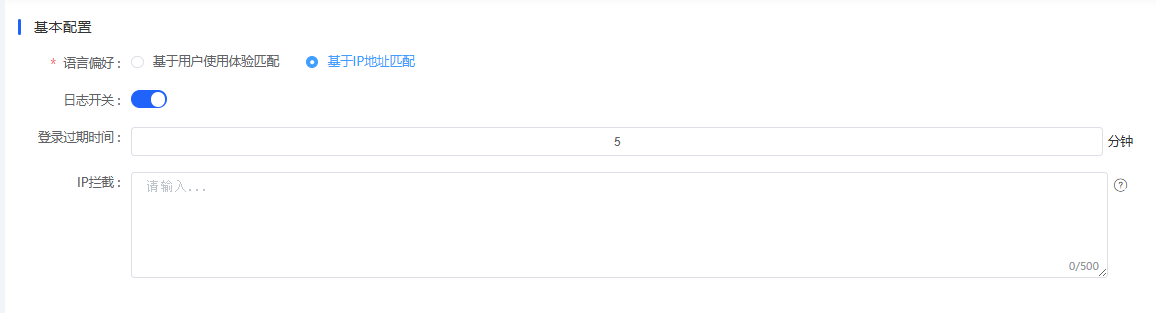 基本配置
* 语言偏好： 基于用户使用体验匹配 基于IP地址匹配
日志开关：
登录过期时间： 5 分钟
IP拦截： 请输入... ?
0/500